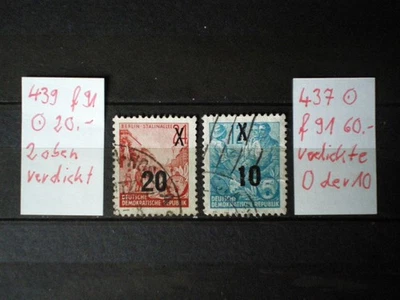 439 f 91
⊙ 20.-
2 oben
verdickt
BERLIN STALINALLEE
X
20
DEUTSCHE
DEMOKRATISCHE REPUBLIK
X
10
DEUTSCHE
DEMOKRATISCHE REPUBLIK
437 ⊙
f 91 60.-
verdickte
0 der 10